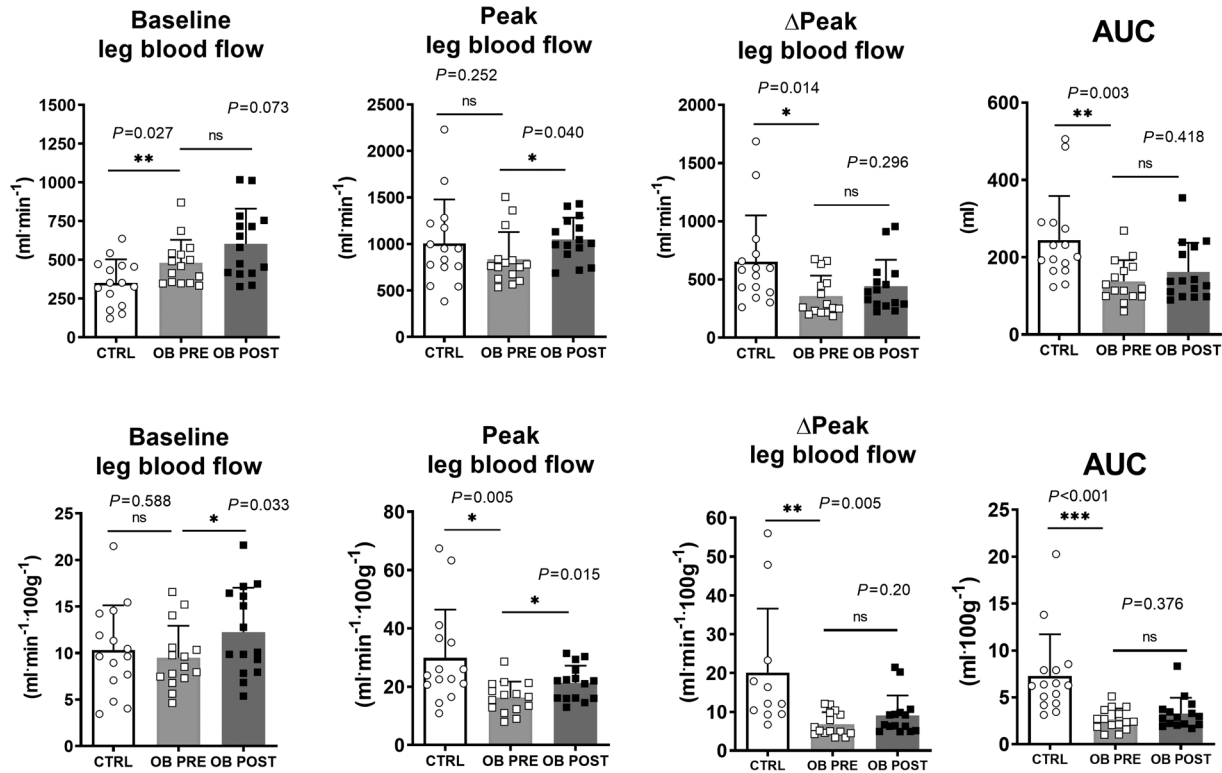 Baseline
leg blood flow
P=0.073
P=0.027
ns
**
1500
1000
750
500
250
0
(ml·min⁻¹)
CTRL OB PRE OB POST
Peak
leg blood flow
P=0.252
ns
P=0.040
*
2500
2000
1500
1000
500
0
(ml·min⁻¹)
CTRL OB PRE OB POST
ΔPeak
leg blood flow
P=0.014
*
P=0.296
ns
2000
1500
1000
500
0
(ml·min⁻¹)
CTRL OB PRE OB POST
AUC
P=0.003
**
P=0.418
ns
600
400
200
0
(ml)
CTRL OB PRE OB POST
Baseline
leg blood flow
P=0.588
P=0.033
ns
*
25
20
15
10
5
0
(ml·min⁻¹·100g⁻¹)
CTRL OB PRE OB POST
Peak
leg blood flow
P=0.005
*
P=0.015
*
80
60
40
20
0
(ml·min⁻¹·100g⁻¹)
CTRL OB PRE OB POST
ΔPeak
leg blood flow
P=0.005
**
P=0.20
ns
60
50
40
30
20
10
0
(ml·min⁻¹·100g⁻¹)
CTRL OB PRE OB POST
AUC
P<0.001
***
P=0.376
ns
25
20
15
10
5
0
(ml·100g⁻¹)
CTRL OB PRE OB POST